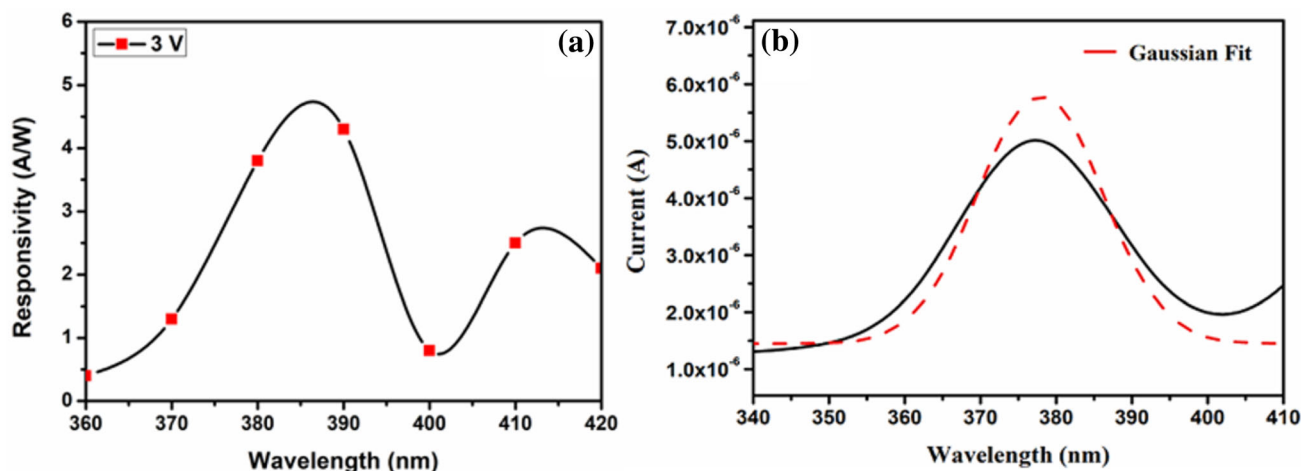 (a)
3 V
Responsivity (A/W)
6
5
4
3
2
1
0
360 370 380 390 400 410 420
Wavelength (nm)
(b)
Gaussian Fit
Current (A)
7.0x10⁻⁶
6.0x10⁻⁶
5.0x10⁻⁶
4.0x10⁻⁶
3.0x10⁻⁶
2.0x10⁻⁶
1.0x10⁻⁶
340 350 360 370 380 390 400 410
Wavelength (nm)